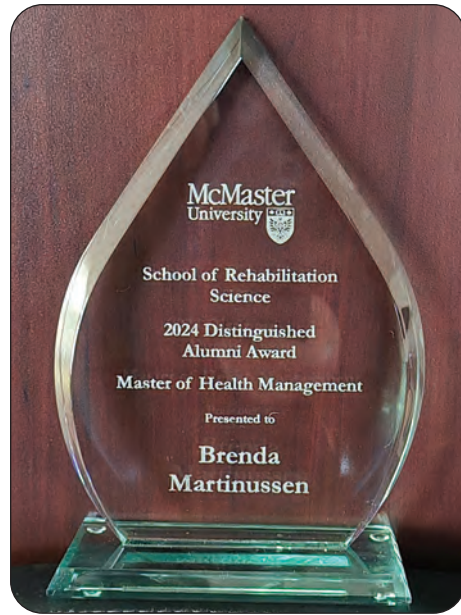 McMaster
University
School of Rehabilitation
Science
2024 Distinguished
Alumni Award
Master of Health Management
Presented to
Brenda
Martinussen